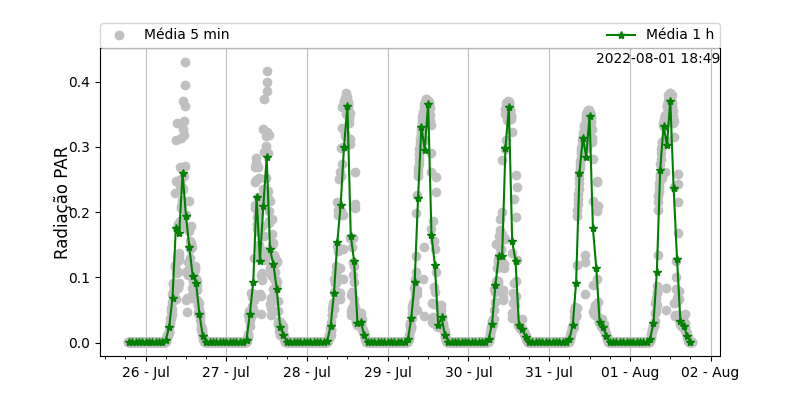 Média 5 min
Média 1 h
2022-08-01 18:49
Radiação PAR
0.4
0.3
0.2
0.1
0.0
26 - Jul
27 - Jul
28 - Jul
29 - Jul
30 - Jul
31 - Jul
01 - Aug
02 - Aug